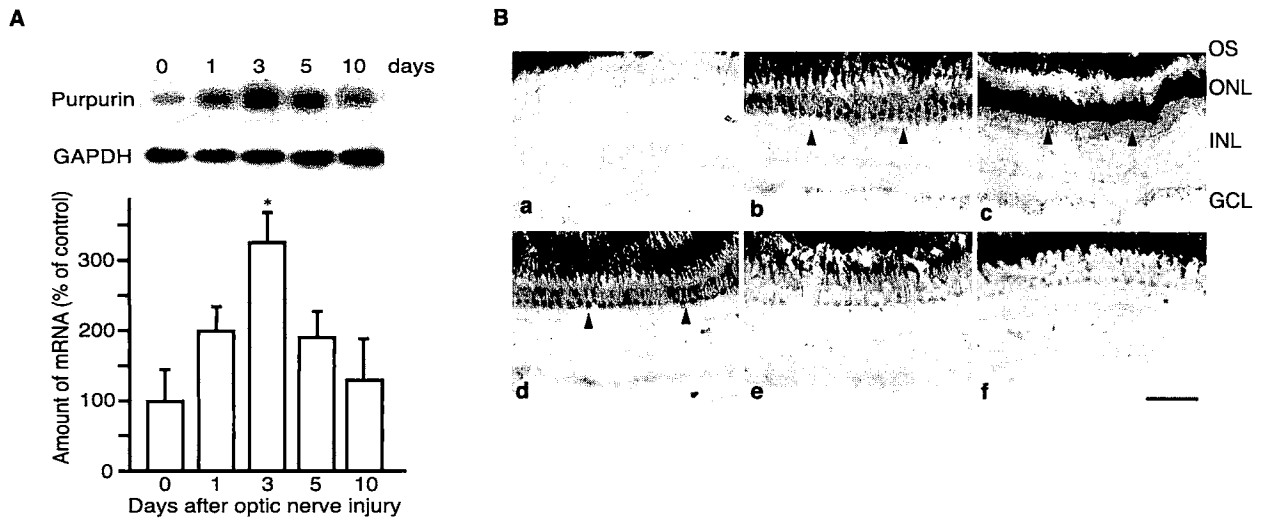 A
0 1 3 5 10 days
Purpurin
GAPDH
Amount of mRNA (% of control)
300
200
100
0
*
0 1 3 5 10
Days after optic nerve injury
B
a
b
c
d
e
f
OS
ONL
INL
GCL